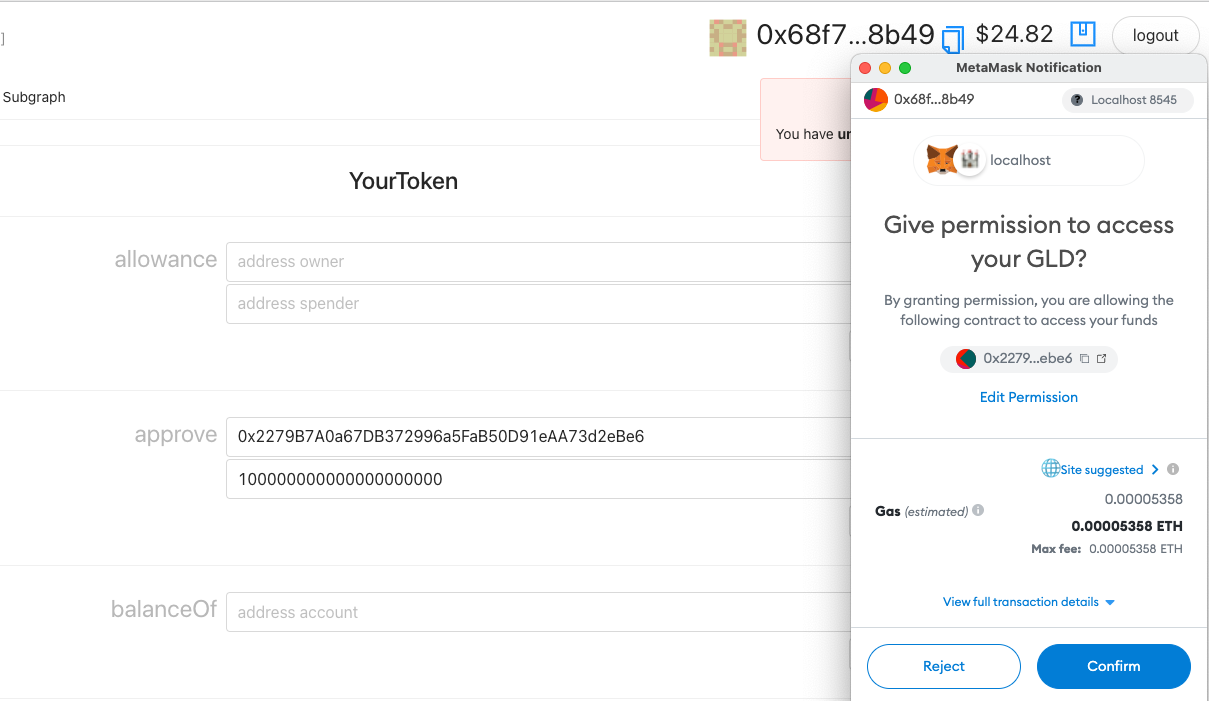 ]
0x68f7...8b49 $24.82 logout
MetaMask Notification
0x68f...8b49 Localhost 8545
Subgraph
You have
localhost
YourToken
Give permission to access
your GLD?
allowance address owner
address spender
By granting permission, you are allowing the
following contract to access your funds
0x2279...ebe6
Edit Permission
approve 0x2279B7A0a67DB372996a5FaB50D91eAA73d2eBe6
100000000000000000000
Site suggested
0.00005358
Gas (estimated) 0.00005358 ETH
Max fee: 0.00005358 ETH
balanceOf address account
View full transaction details
Reject Confirm